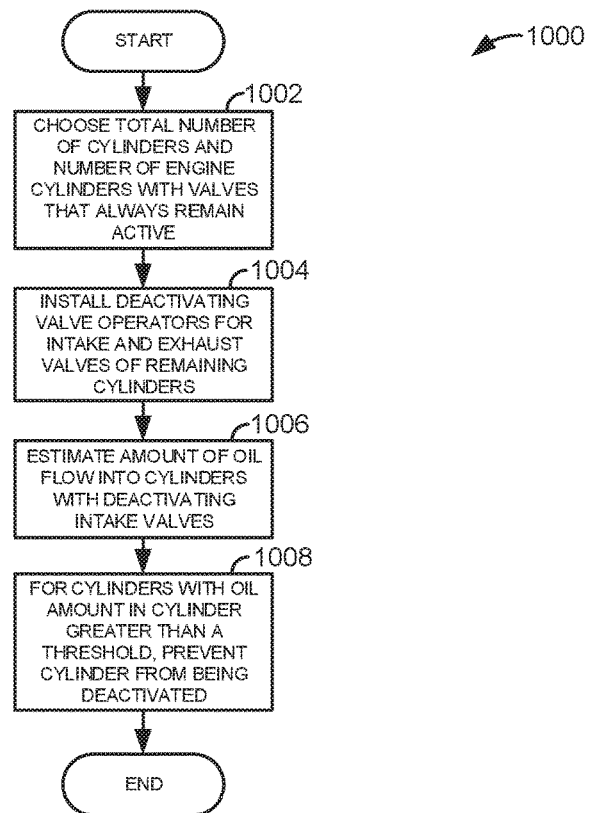 START
1000
1002
CHOOSE TOTAL NUMBER
OF CYLINDERS AND
NUMBER OF ENGINE
CYLINDERS WITH VALVES
THAT ALWAYS REMAIN
ACTIVE
1004
INSTALL DEACTIVATING
VALVE OPERATORS FOR
INTAKE AND EXHAUST
VALVES OF REMAINING
CYLINDERS
1006
ESTIMATE AMOUNT OF OIL
FLOW INTO CYLINDERS
WITH DEACTIVATING
INTAKE VALVES
1008
FOR CYLINDERS WITH OIL
AMOUNT IN CYLINDER
GREATER THAN A
THRESHOLD, PREVENT
CYLINDER FROM BEING
DEACTIVATED
END